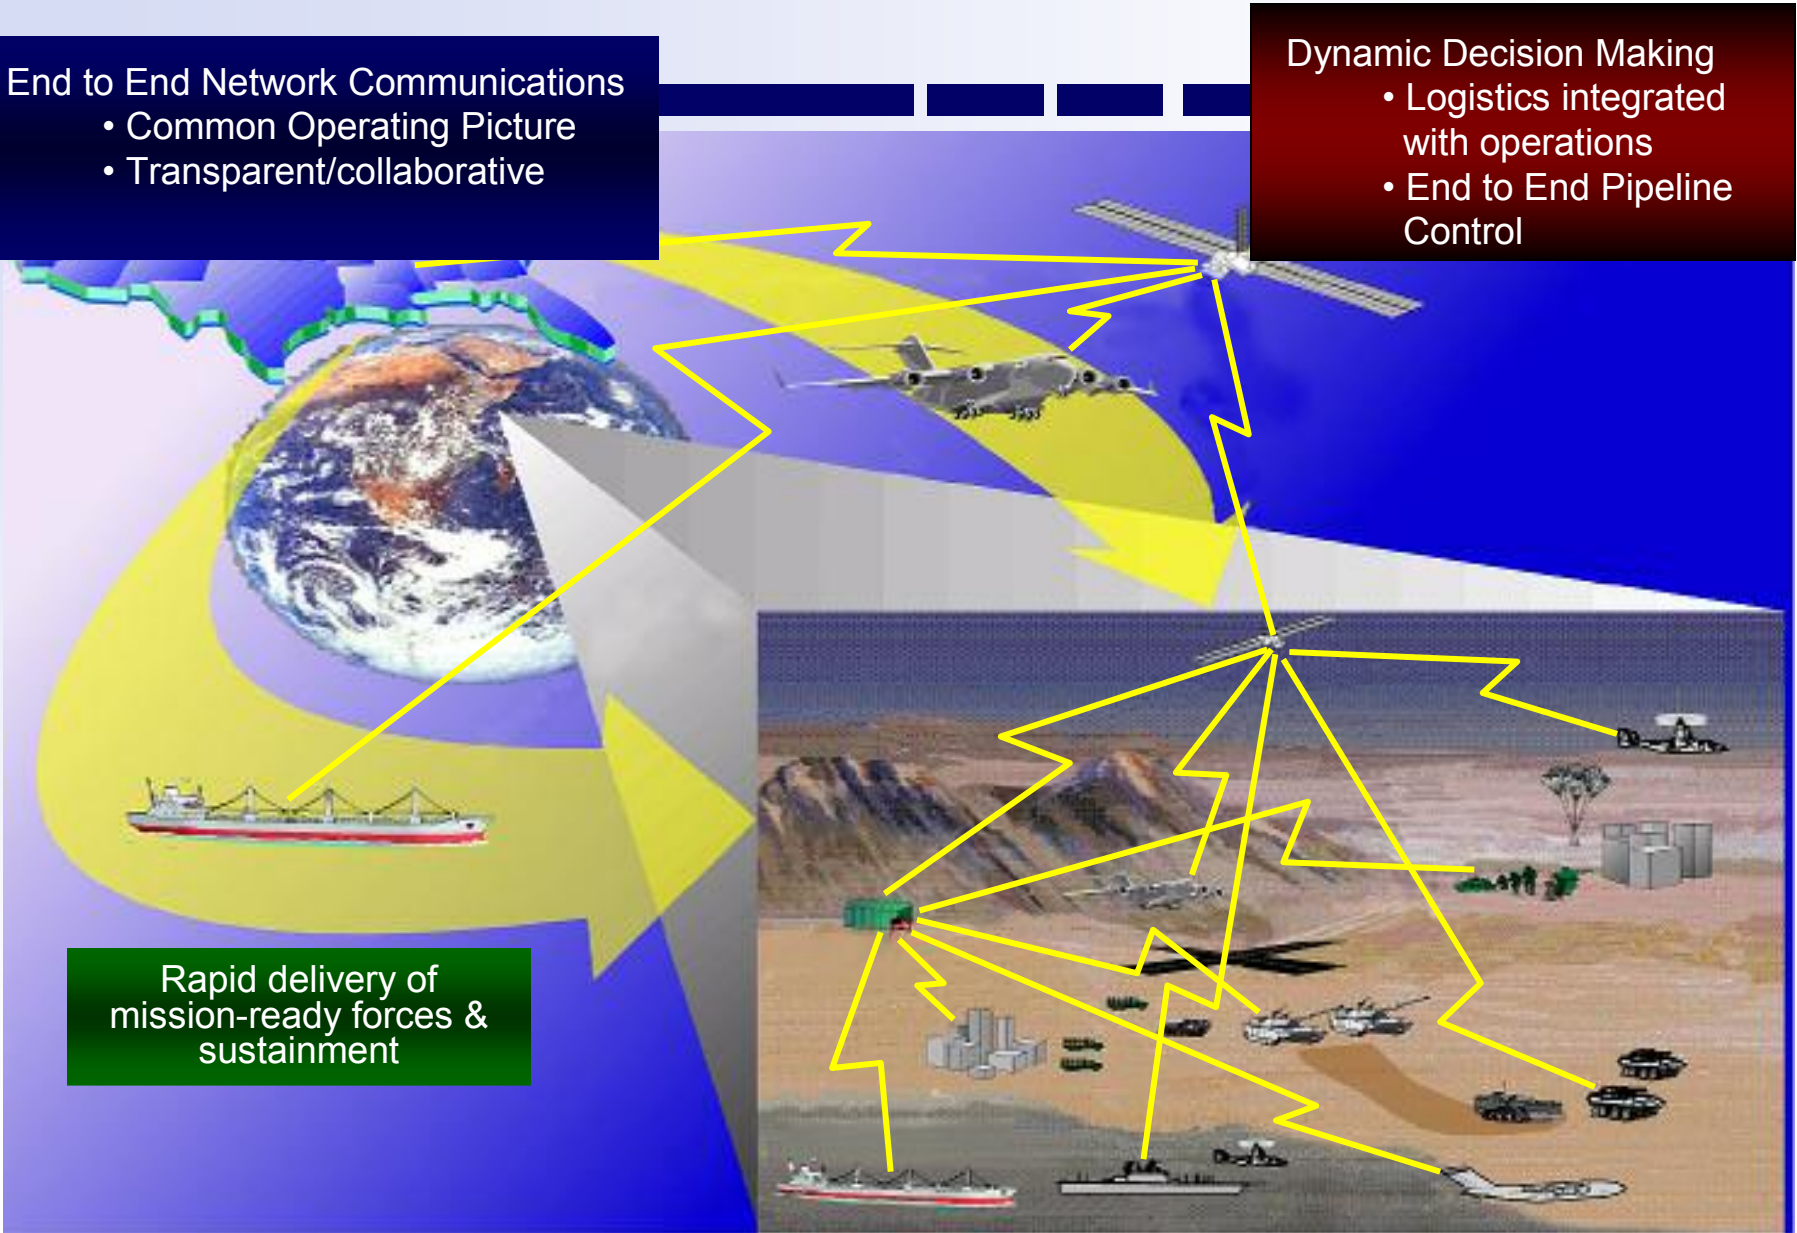 End to End Network Communications
• Common Operating Picture
• Transparent/collaborative
Dynamic Decision Making
• Logistics integrated
with operations
• End to End Pipeline
Control
Rapid delivery of
mission-ready forces &
sustainment